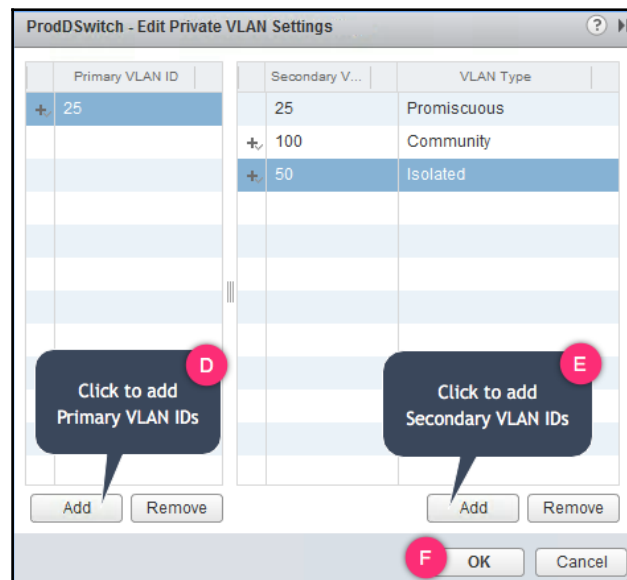 ProdDSwitch - Edit Private VLAN Settings ?
Primary VLAN ID
25
Secondary V... VLAN Type
25 Promiscuous
100 Community
50 Isolated
D
Click to add
Primary VLAN IDs
E
Click to add
Secondary VLAN IDs
Add Remove
Add Remove
F OK Cancel